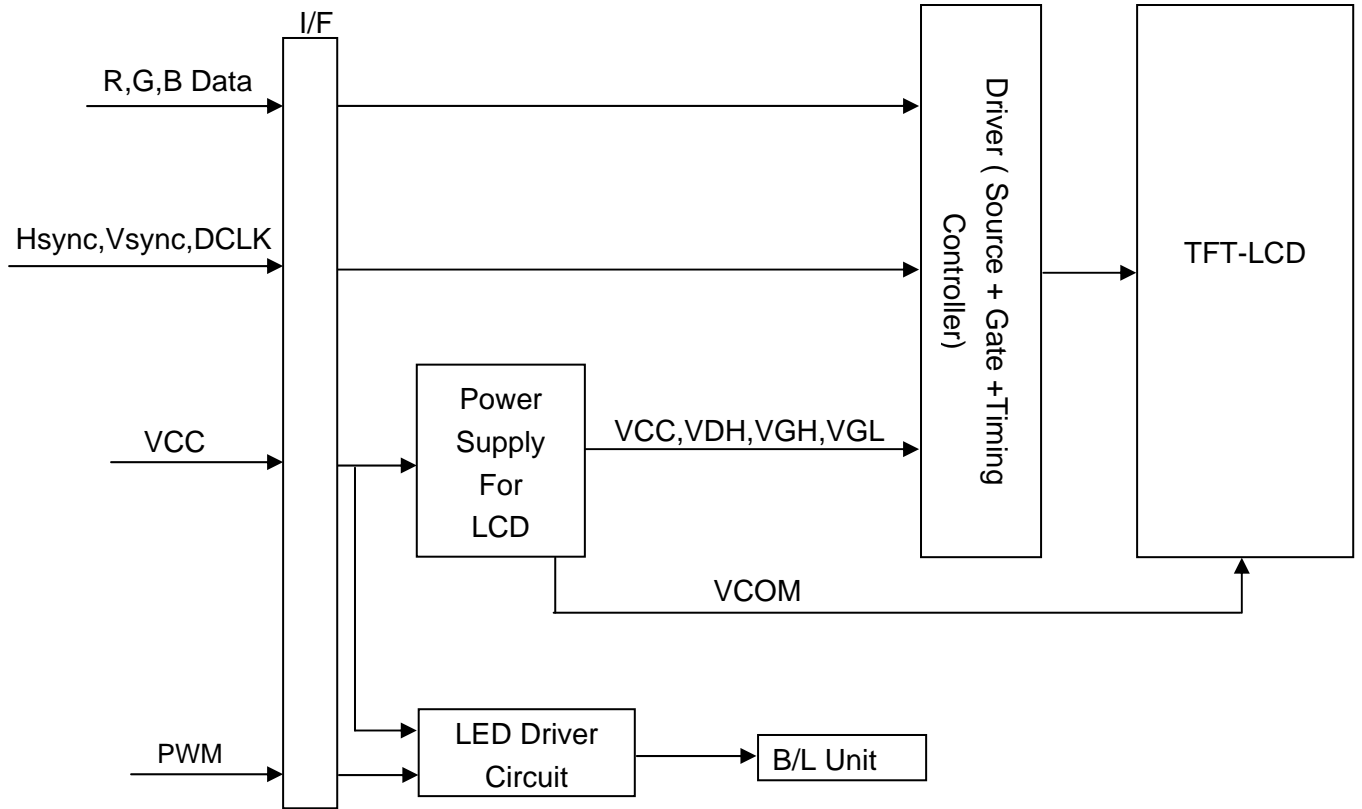 I/F
R,G,B Data
Hsync,Vsync,DCLK
VCC
PWM
Power
Supply
For
LCD
VCC,VDH,VGH,VGL
VCOM
LED Driver
Circuit
B/L Unit
Driver ( Source + Gate +Timing
Controller)
TFT-LCD